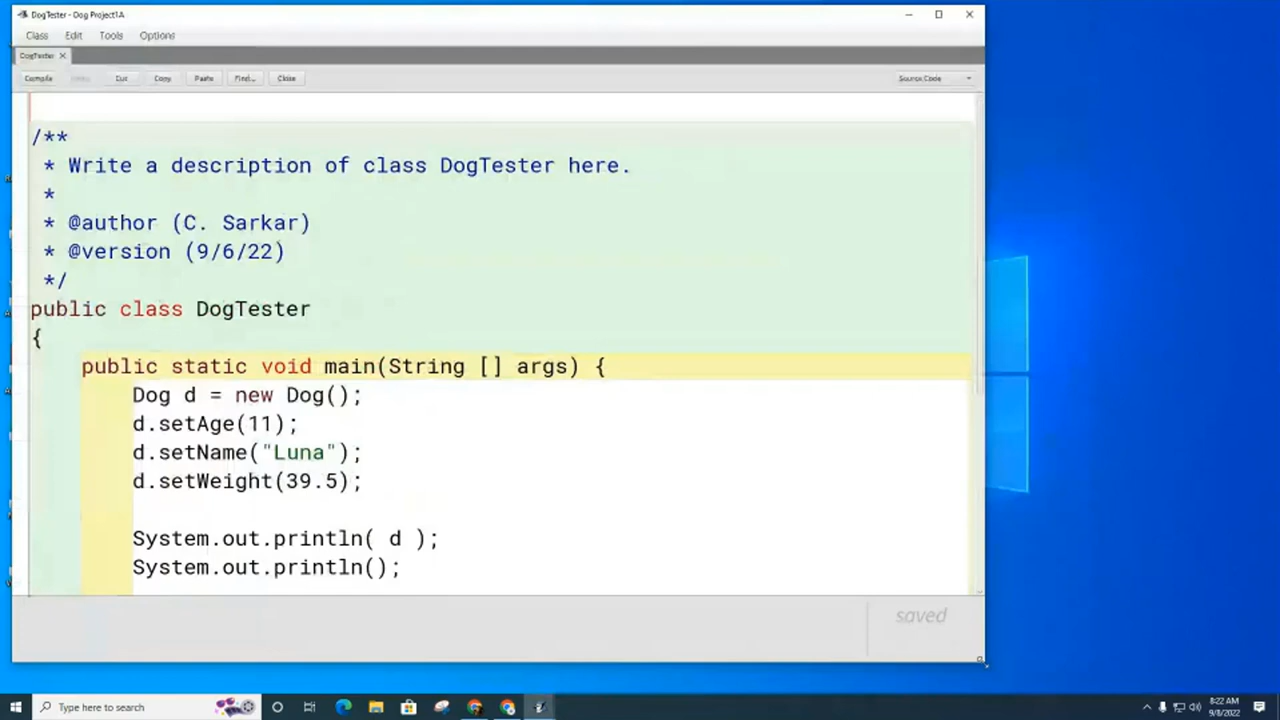 DogTester - Dog Project1A
Class Edit Tools Options
DogTester
Compile Undo Cut Copy Paste Find... Close Source Code
/**
* Write a description of class DogTester here.
*
* @author (C. Sarkar)
* @version (9/6/22)
*/
public class DogTester
{
public static void main(String [] args) {
Dog d = new Dog();
d.setAge(11);
d.setName("Luna");
d.setWeight(39.5);
System.out.println( d );
System.out.println();
saved
Type here to search
8:22 AM
9/8/2022